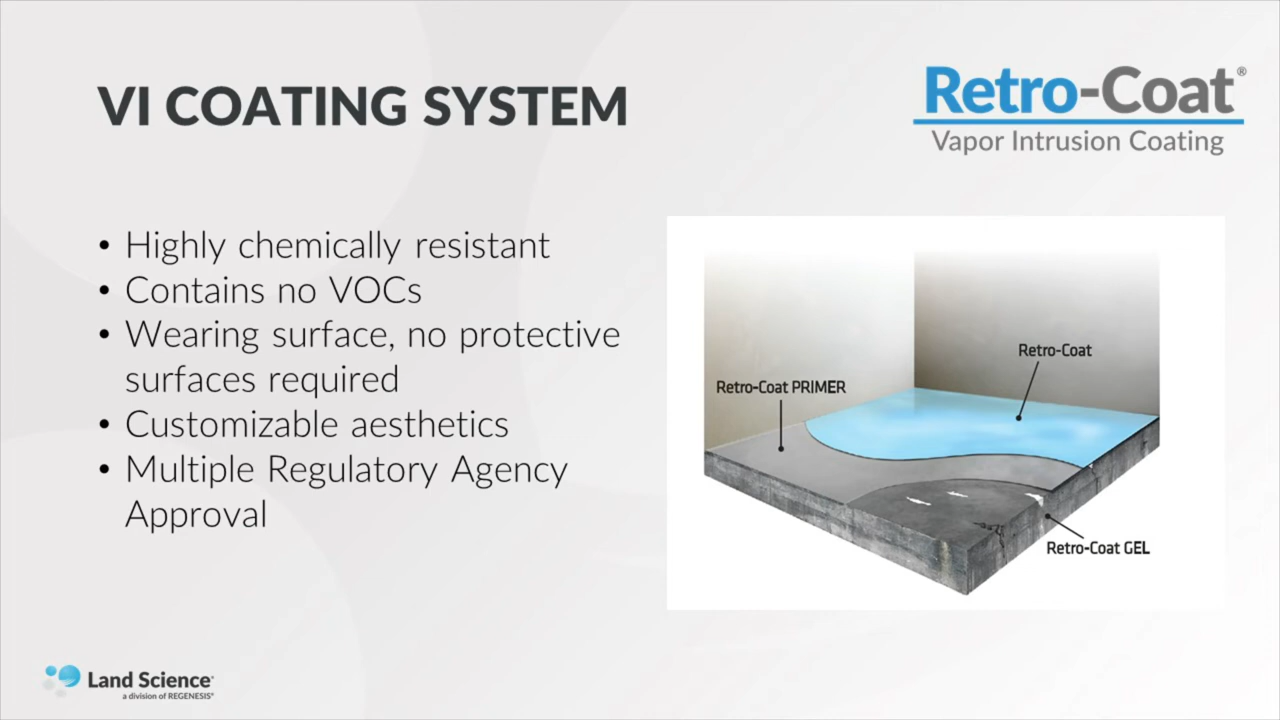 VI COATING SYSTEM
Retro-Coat®
Vapor Intrusion Coating
• Highly chemically resistant
• Contains no VOCs
• Wearing surface, no protective
surfaces required
• Customizable aesthetics
• Multiple Regulatory Agency
Approval
Retro-Coat
Retro-Coat PRIMER
Retro-Coat GEL
Land Science®
a division of REGENESIS®